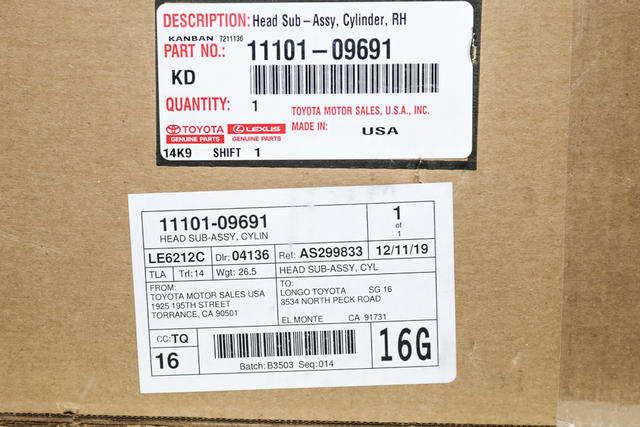 DESCRIPTION: Head Sub-Assy, Cylinder, RH
KANBAN 7211136
PART NO.: 11101-09691
KD
QUANTITY: 1
TOYOTA MOTOR SALES, U.S.A., INC.
MADE IN: USA
TOYOTA LEXUS
GENUINE PARTS GENUINE PARTS
14K9 SHIFT 1
11101-09691
HEAD SUB-ASSY, CYLIN
1
of
1
LE6212C Dlr: 04136 Ref: AS299833 12/11/19
TLA Trf: 14 Wgt: 26.5 HEAD SUB-ASSY, CYL
FROM:
TOYOTA MOTOR SALES USA
1925 195TH STREET
TORRANCE, CA 90501
TO:
LONGO TOYOTA SG 16
3534 NORTH PECK ROAD
EL MONTE CA 91731
CC: TQ
16
Batch: B3503 Seq: 014
16G